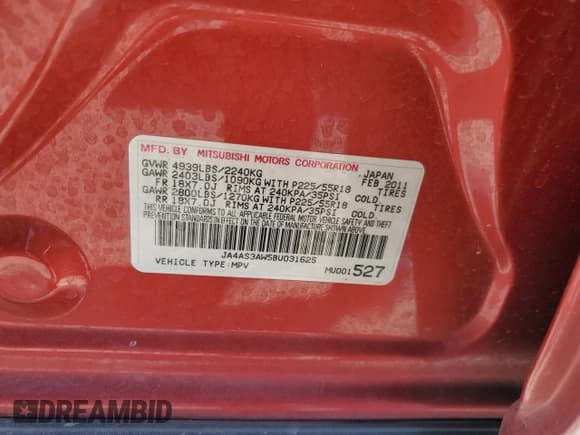 MFD. BY MITSUBISHI MOTORS CORPORATION
GVWR 4939LBS/2240KG JAPAN FEB 2011
GAWR FR 2403LBS/1090KG WITH P225/55R18 TIRES
18X7.0J RIMS AT 240KPA/35PSI COLD.
GAWR RR 2800LBS/1270KG WITH P225/55R18 TIRES
18X7.0J RIMS AT 240KPA/35PSI COLD.
THIS VEHICLE CONFORMS TO ALL APPLICABLE FEDERAL MOTOR VEHICLE SAFETY AND THEFT
PREVENTION STANDARDS IN EFFECT ON THE DATE OF MANUFACTURE SHOWN ABOVE.
JA4AS3AW5BU031625
VEHICLE TYPE:MPV MU001527
DREAMBID